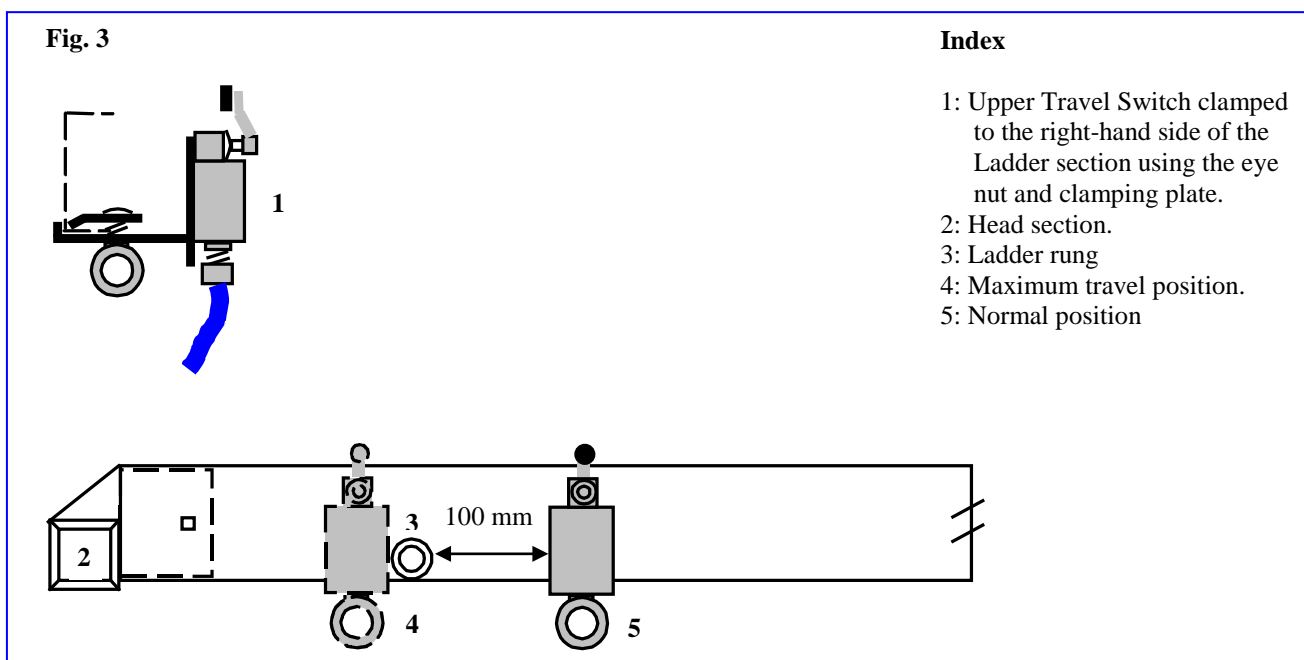 Fig. 3
Index
1: Upper Travel Switch clamped
to the right-hand side of the
Ladder section using the eye
nut and clamping plate.
2: Head section.
3: Ladder rung
4: Maximum travel position.
5: Normal position
1
3
100 mm
2
4
5